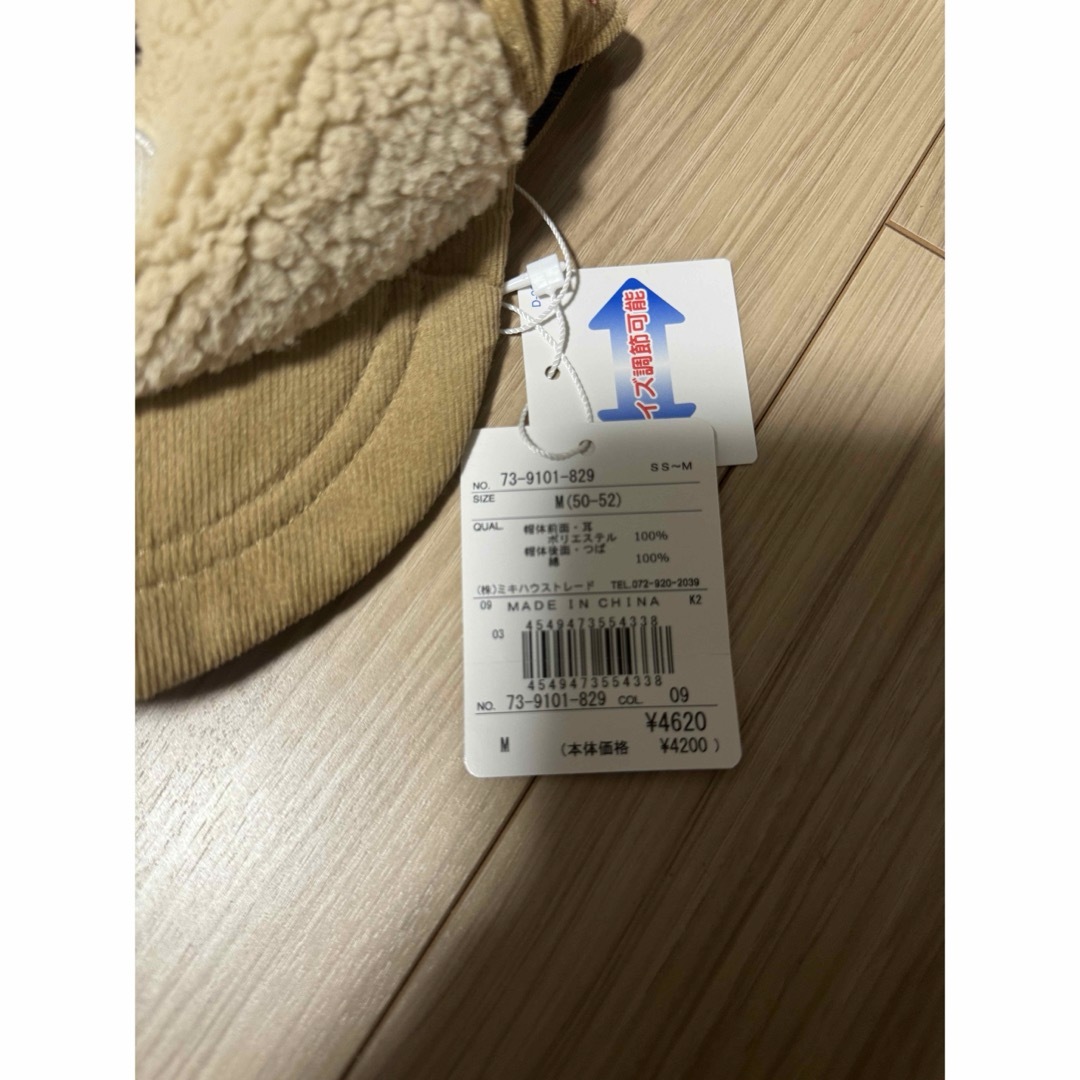 イズ調節可能
NO. 73-9101-829 SS~M
SIZE M(50-52)
QUAL. 帽体前面・耳
ポリエステル 100%
帽体後面・つば
綿 100%
(株)ミキハウストレード TEL.072-920-2039
09 MADE IN CHINA K2
03 4549473554338
4549473554338
NO. 73-9101-829 COL. 09
¥4620
M (本体価格 ¥4200)